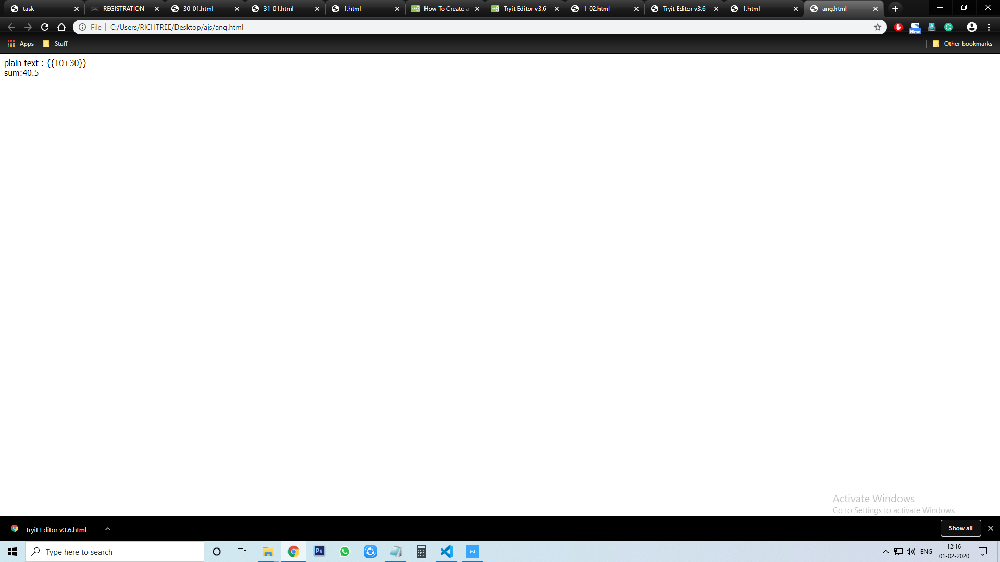 task
REGISTRATION
30-01.html
31-01.html
1.html
How To Create a
Tryit Editor v3.6
1-02.html
Tryit Editor v3.6
1.html
ang.html
File
C:/Users/RICHTREE/Desktop/ajs/ang.html
New
Apps
Stuff
Other bookmarks
plain text : {{10+30}}
sum:40.5
Activate Windows
Go to Settings to activate Windows.
Tryit Editor v3.6.html
Show all
Type here to search
Ps
ENG
12:16
01-02-2020